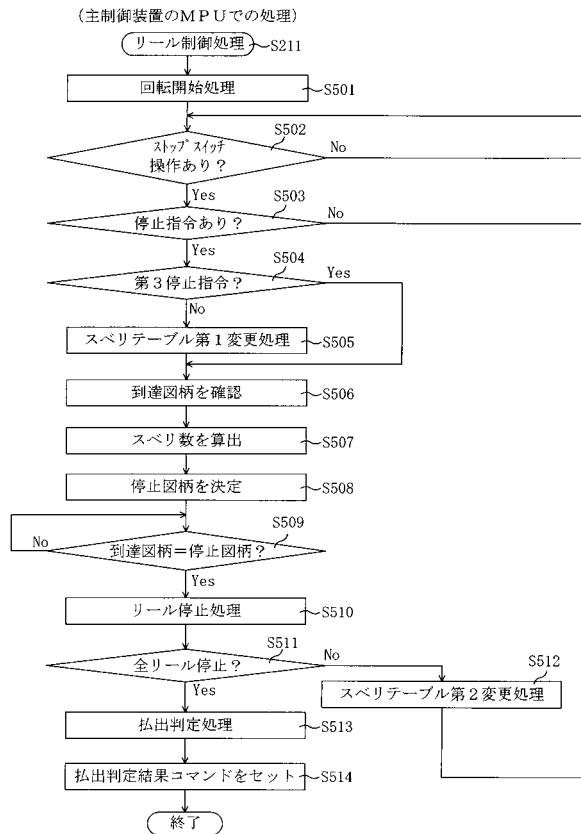 (主制御装置のMPUでの処理)
リール制御処理 S211
回転開始処理 S501
S502
ストップスイッチ
操作あり？ No
Yes
S503
停止指令あり？ No
Yes
S504
第3停止指令？ Yes
No
スベリテーブル第1変更処理 S505
到達図柄を確認 S506
スベリ数を算出 S507
停止図柄を決定 S508
S509
No 到達図柄＝停止図柄？
Yes
リール停止処理 S510
S511
全リール停止？ No
Yes
S512
スベリテーブル第2変更処理
払出判定処理 S513
払出判定結果コマンドをセット S514
終了